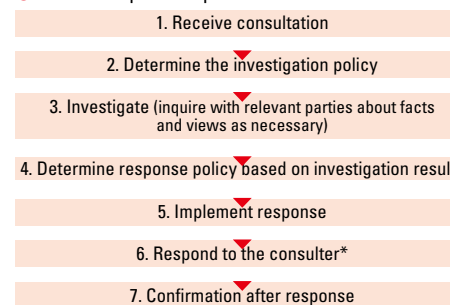 1. Receive consultation
2. Determine the investigation policy
3. Investigate (inquire with relevant parties about facts
and views as necessary)
4. Determine response policy based on investigation resul
5. Implement response
6. Respond to the consulter*
7. Confirmation after response